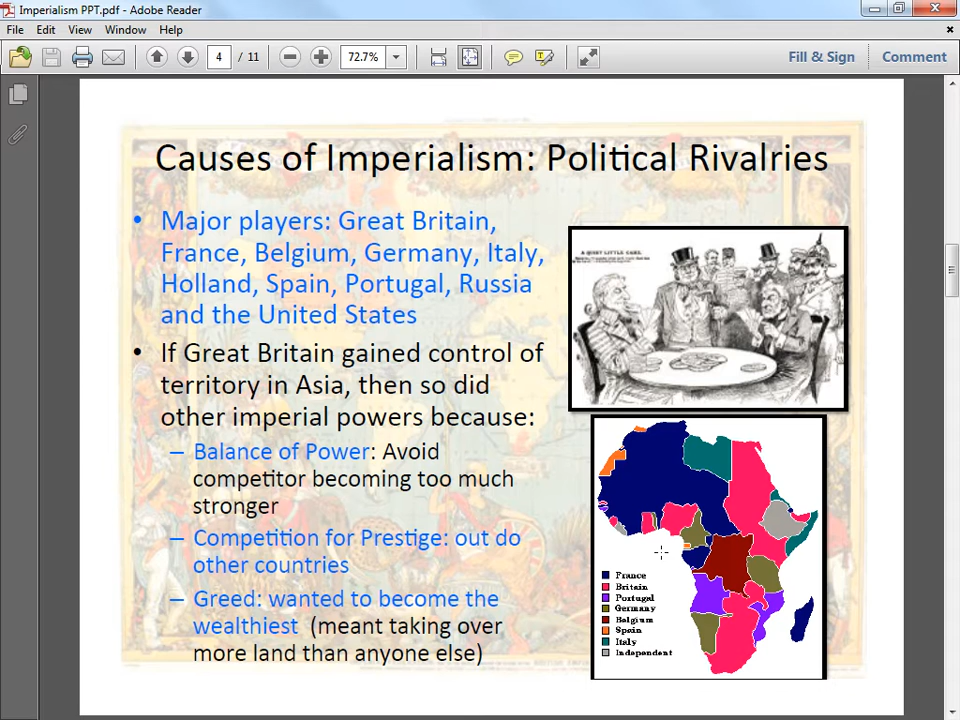 Imperialism PPT.pdf - Adobe Reader
File Edit View Window Help
4 / 11 72.7% Fill & Sign Comment
Causes of Imperialism: Political Rivalries
• Major players: Great Britain,
France, Belgium, Germany, Italy,
Holland, Spain, Portugal, Russia
and the United States
• If Great Britain gained control of
territory in Asia, then so did
other imperial powers because:
– Balance of Power: Avoid
competitor becoming too much
stronger
– Competition for Prestige: out do
other countries
– Greed: wanted to become the
wealthiest (meant taking over
more land than anyone else)
A QUIET LITTLE GAME.
France
Britain
Portugal
Germany
Belgium
Spain
Italy
Independent